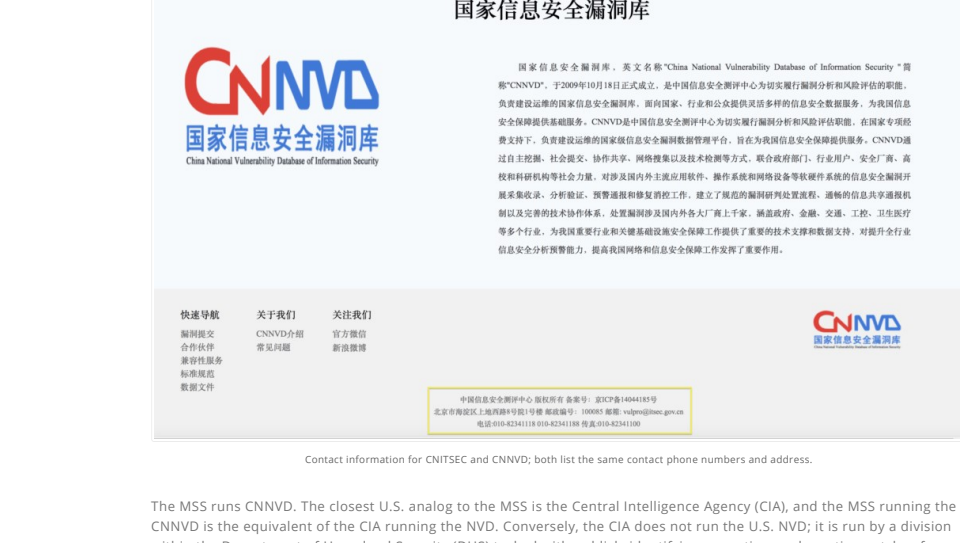 国家信息安全漏洞库
CNNVD
国家信息安全漏洞库
China National Vulnerability Database of Information Security
国家信息安全漏洞库，英文名称"China National Vulnerability Database of Information Security "简
称"CNNVD"，于2009年10月18日正式成立，是中国信息安全测评中心为切实履行漏洞分析和风险评估的职能，
负责建设运维的国家信息安全漏洞库，面向国家、行业和公众提供灵活多样的信息安全数据服务，为我国信息
安全保障提供基础服务。CNNVD是中国信息安全测评中心为切实履行漏洞分析和风险评估职能，在国家专项经
费支持下，负责建设运维的国家级信息安全漏洞数据管理平台，旨在为我国信息安全保障提供服务。CNNVD通
过自主挖掘、社会提交、协作共享、网络搜集以及技术检测等方式，联合政府部门、行业用户、安全厂商、高
校和科研机构等社会力量，对涉及国内外主流应用软件、操作系统和网络设备等软硬件系统的信息安全漏洞开
展采集收录、分析验证、预警通报和修复消控工作，建立了规范的漏洞研判处置流程、通畅的信息共享通报机
制以及完善的技术协作体系，处置漏洞涉及国内外各大厂商上千家，涵盖政府、金融、交通、工控、卫生医疗
等多个行业，为我国重要行业和关键基础设施安全保障工作提供了重要的技术支撑和数据支持，对提升全行业
信息安全分析预警能力，提高我国网络和信息安全保障工作发挥了重要作用。
快速导航
漏洞提交
合作伙伴
兼容性服务
标准规范
数据文件
关于我们
CNNVD介绍
常见问题
关注我们
官方微信
新浪微博
CNNVD
国家信息安全漏洞库
China National Vulnerability Database of Information Security
中国信息安全测评中心 版权所有 备案号：京ICP备14044185号
北京市海淀区上地西路8号院1号楼 邮政编号：100085 邮箱: vulpro@itsec.gov.cn
电话:010-82341118 010-82341188 传真:010-82341100
Contact information for CNITSEC and CNNVD; both list the same contact phone numbers and address.
The MSS runs CNNVD. The closest U.S. analog to the MSS is the Central Intelligence Agency (CIA), and the MSS running the
CNNVD is the equivalent of the CIA running the NVD. Conversely, the CIA does not run the U.S. NVD; it is run by a division